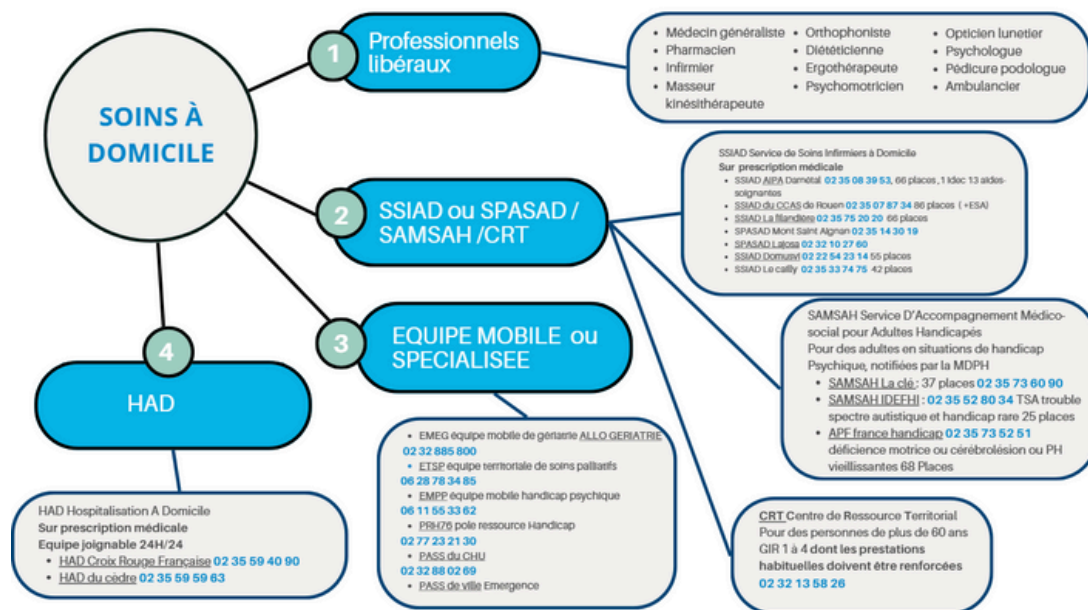 SOINS À
DOMICILE
1
Professionnels
libéraux
• Médecin généraliste
• Pharmacien
• Infirmier
• Masseur
kinésithérapeute
• Orthophoniste
• Diététicienne
• Ergothérapeute
• Psychomotricien
• Opticien lunetier
• Psychologue
• Pédicure podologue
• Ambulancier
2
SSIAD ou SPASAD /
SAMSAH /CRT
SSIAD Service de Soins Infirmiers à Domicile
Sur prescription médicale
• SSIAD AIPA Darnétal 02 35 08 39 53, 66 places , 1 Idec 13 aides-
soignantes
• SSIAD du CCAS de Rouen 02 35 07 87 34 86 places ( +ESA)
• SSIAD La filandière 02 35 75 20 20 66 places
• SPASAD Mont Saint Aignan 02 35 14 30 19
• SPASAD Lajosa 02 32 10 27 60
• SSIAD Domusvi 02 22 54 23 14 55 places
• SSIAD Le cailly 02 35 33 74 75 42 places
SAMSAH Service D'Accompagnement Médico-
social pour Adultes Handicapés
Pour des adultes en situations de handicap
Psychique, notifiées par la MDPH
• SAMSAH La clé : 37 places 02 35 73 60 90
• SAMSAH IDEFHI : 02 35 52 80 34 TSA trouble
spectre autistique et handicap rare 25 places
• APF france handicap 02 35 73 52 51
déficience motrice ou cérébrolésion ou PH
vieillissantes 68 Places
CRT Centre de Ressource Territorial
Pour des personnes de plus de 60 ans
GIR 1 à 4 dont les prestations
habituelles doivent être renforcées
02 32 13 58 26
3
EQUIPE MOBILE ou
SPECIALISEE
• EMEG équipe mobile de gériatrie ALLO GERIATRIE
02 32 885 800
• ETSP équipe territoriale de soins palliatifs
06 28 78 34 85
• EMPP équipe mobile handicap psychique
06 11 55 33 62
• PRH76 pole ressource Handicap
02 77 23 21 30
• PASS du CHU
02 32 88 02 69
• PASS de ville Emergence
4
HAD
HAD Hospitalisation A Domicile
Sur prescription médicale
Equipe joignable 24H/24
• HAD Croix Rouge Française 02 35 59 40 90
• HAD du cèdre 02 35 59 59 63